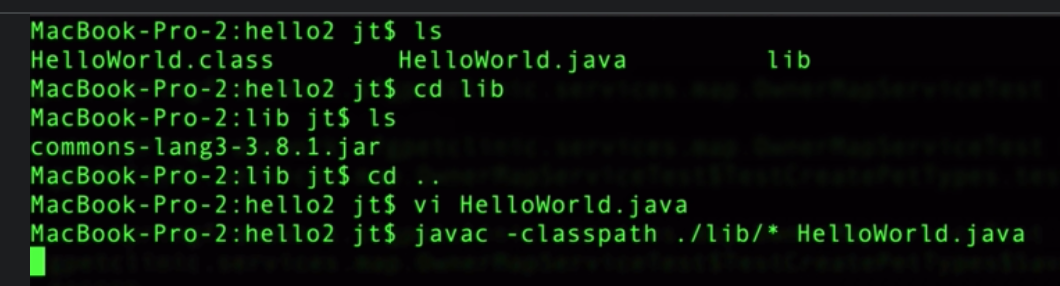 MacBook-Pro-2:hello2 jt$ ls
HelloWorld.class HelloWorld.java lib
MacBook-Pro-2:hello2 jt$ cd lib
MacBook-Pro-2:lib jt$ ls
commons-lang3-3.8.1.jar
MacBook-Pro-2:lib jt$ cd ..
MacBook-Pro-2:hello2 jt$ vi HelloWorld.java
MacBook-Pro-2:hello2 jt$ javac -classpath ./lib/* HelloWorld.java